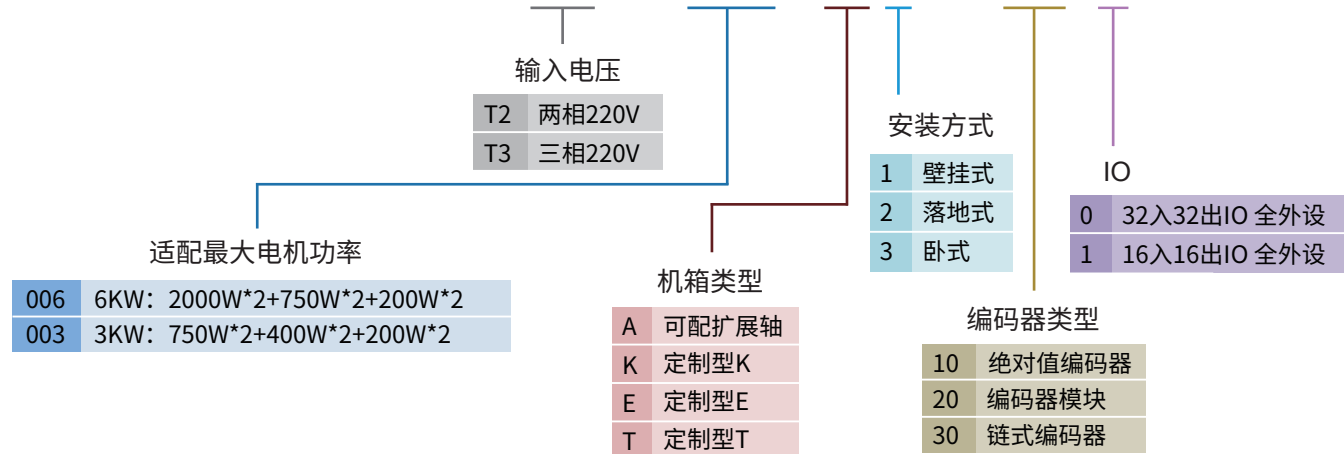 输入电压
T2 两相220V
T3 三相220V
适配最大电机功率
006 6KW：2000W*2+750W*2+200W*2
003 3KW：750W*2+400W*2+200W*2
机箱类型
A 可配扩展轴
K 定制型K
E 定制型E
T 定制型T
安装方式
1 壁挂式
2 落地式
3 卧式
编码器类型
10 绝对值编码器
20 编码器模块
30 链式编码器
IO
0 32入32出IO 全外设
1 16入16出IO 全外设